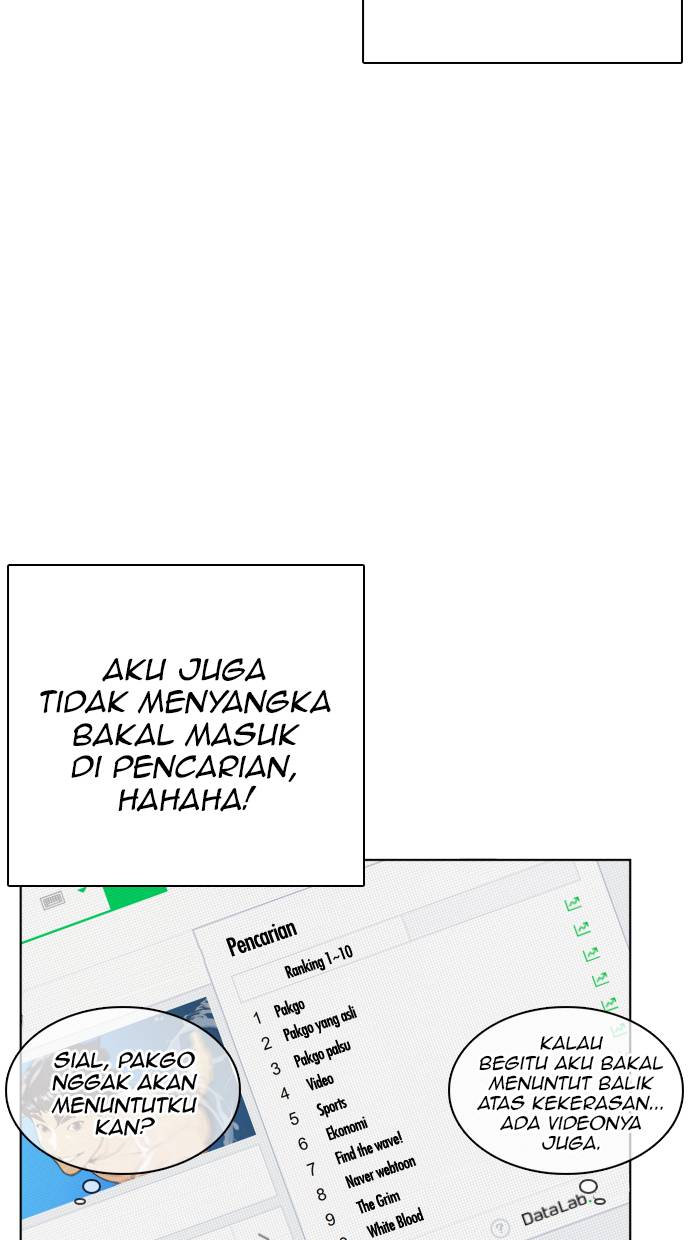 AKU JUGA
TIDAK MENYANGKA
BAKAL MASUK
DI PENCARIAN,
HAHAHA!
Pencarian
Ranking 1~10
1 Pakgo
2 Pakgo yang asli
3 Pakgo palsu
4 Video
5 Sports
6 Ekonomi
7 Find the wave!
8 Naver webtoon
9 The Grim
White Blood
SIAL, PAKGO
NGGAK AKAN
MENUNTUTKU
KAN?
KALAU
BEGITU AKU BAKAL
MENUNTUT BALIK
ATAS KEKERASAN...
ADA VIDEONYA
JUGA.
? DataLab.